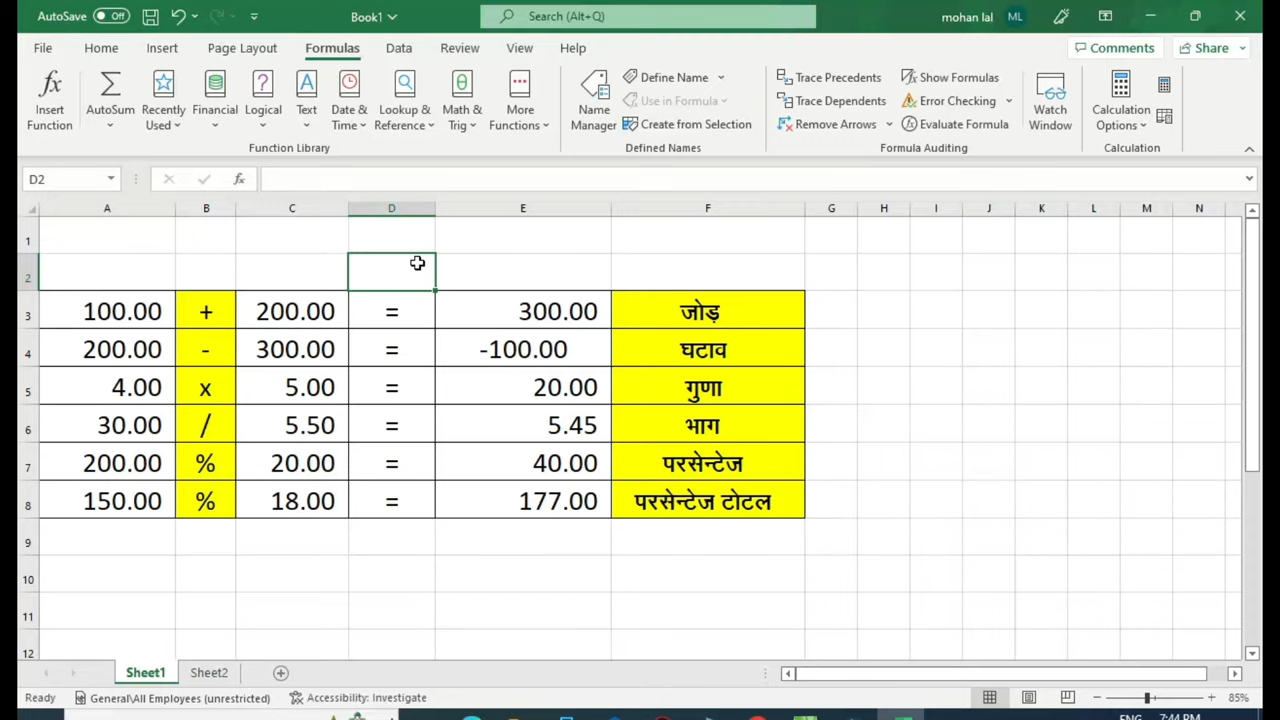 AutoSave Off Book1 Search (Alt+Q) mohan lal ML
File Home Insert Page Layout Formulas Data Review View Help Comments Share
fx Insert Function
AutoSum
Recently Used
Financial
Logical
Text
Date & Time
Lookup & Reference
Math & Trig
More Functions
Function Library
Name Manager
Define Name
Use in Formula
Create from Selection
Defined Names
Trace Precedents
Trace Dependents
Remove Arrows
Show Formulas
Error Checking
Evaluate Formula
Formula Auditing
Watch Window
Calculation Options
Calculation
D2 fx
A B C D E F G H I J K L M N
1
2
3 100.00 + 200.00 = 300.00 जोड़
4 200.00 - 300.00 = -100.00 घटाव
5 4.00 x 5.00 = 20.00 गुणा
6 30.00 / 5.50 = 5.45 भाग
7 200.00 % 20.00 = 40.00 परसेन्टेज
8 150.00 % 18.00 = 177.00 परसेन्टेज टोटल
9
10
11
12
Sheet1 Sheet2
Ready General\All Employees (unrestricted) Accessibility: Investigate 85%
ENG 7:44 PM